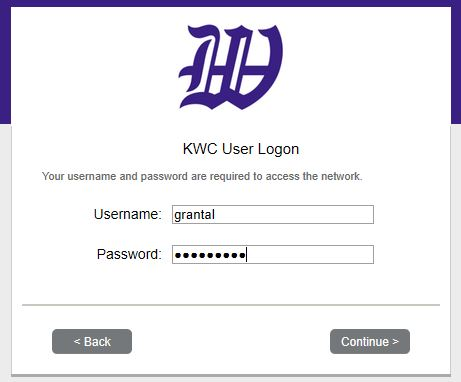 W
KWC User Logon
Your username and password are required to access the network.
Username: grantal
Password: ●●●●●●●●●
< Back Continue >